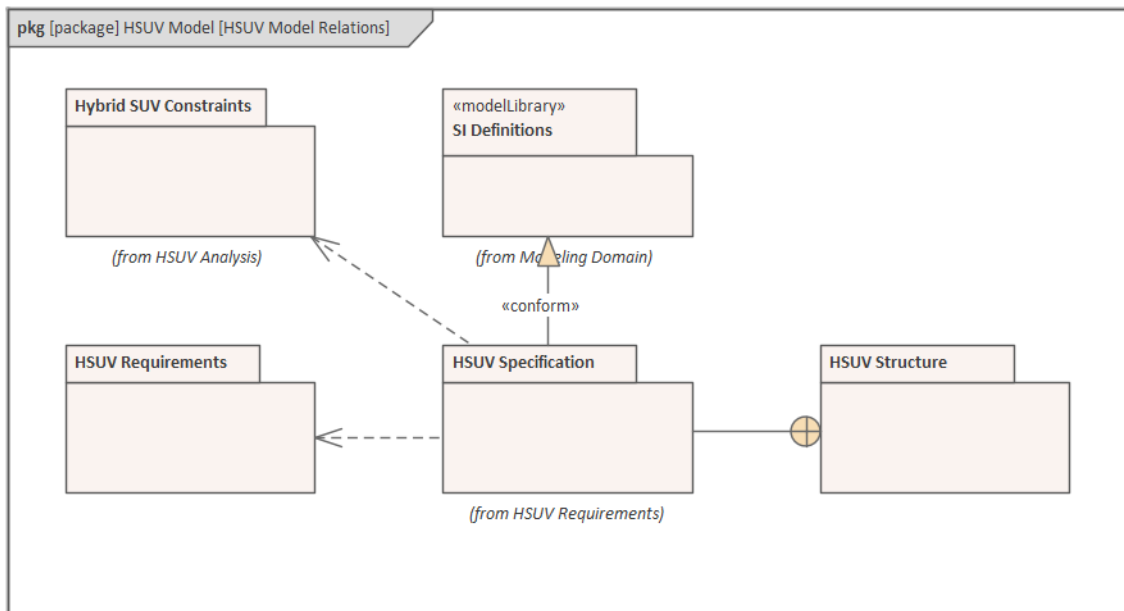 pkg [package] HSUV Model [HSUV Model Relations]
Hybrid SUV Constraints
«modelLibrary»
SI Definitions
(from HSUV Analysis)
(from Modeling Domain)
«conform»
HSUV Requirements
HSUV Specification
HSUV Structure
(from HSUV Requirements)